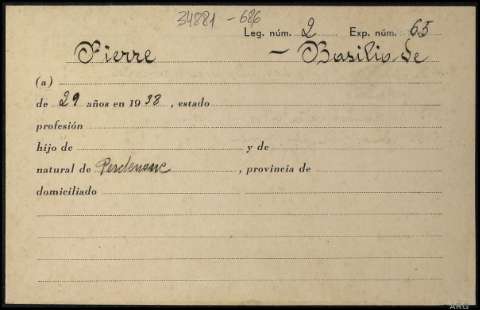 34881-686
Leg. núm. 2 Exp. núm. 65
Pierre - Basilio de
(a)
de 29 años en 1938, estado
profesión
hijo de y de
natural de , provincia de
domiciliado